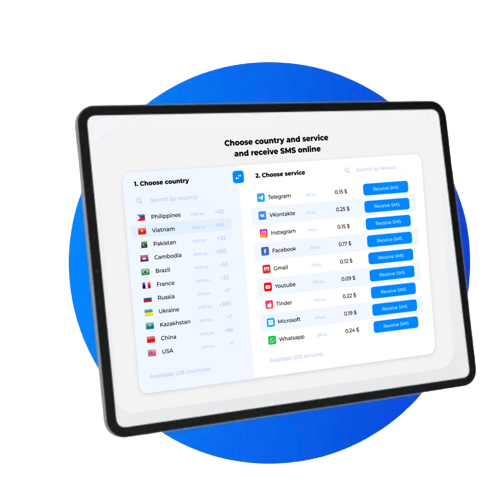 Choose country and service
and receive SMS online
1. Choose country
Search by country
Philippines +63
Vietnam +84
Pakistan +92
Cambodia +855
Brazil +55
France +33
Russia +7
Ukraine +380
Kazakhstan +7
China +86
USA +1
Available 236 countries
2. Choose service
Search by service
Telegram 0.15 $ Receive SMS
VKontakte 0.25 $ Receive SMS
Instagram 0.15 $ Receive SMS
Facebook 0.17 $ Receive SMS
Gmail 0.12 $ Receive SMS
Youtube 0.09 $ Receive SMS
Tinder 0.22 $ Receive SMS
Microsoft 0.19 $ Receive SMS
Whatsapp 0.24 $ Receive SMS
Available 500 services